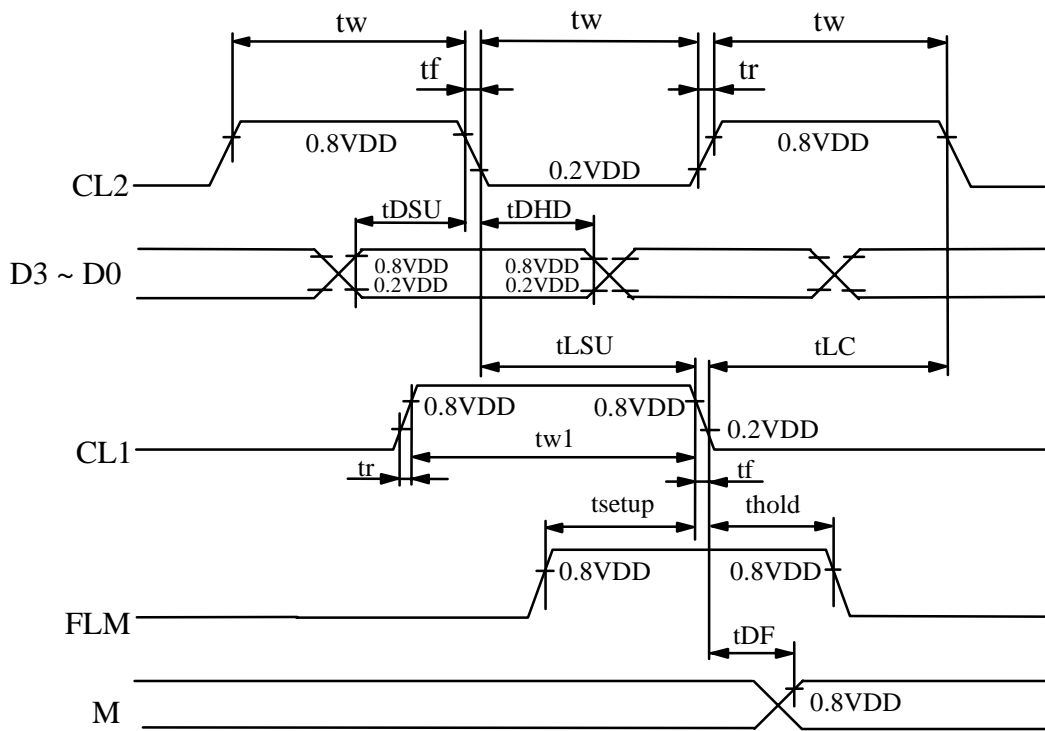 tw tw tw
tf tr
0.8VDD 0.2VDD 0.8VDD
CL2
tDSU tDHD
D3 ~ D0
0.8VDD 0.8VDD
0.2VDD 0.2VDD
tLSU tLC
0.8VDD 0.8VDD
0.2VDD
CL1
tw1
tr tf
tsetup thold
0.8VDD 0.8VDD
FLM
tDF
0.8VDD
M